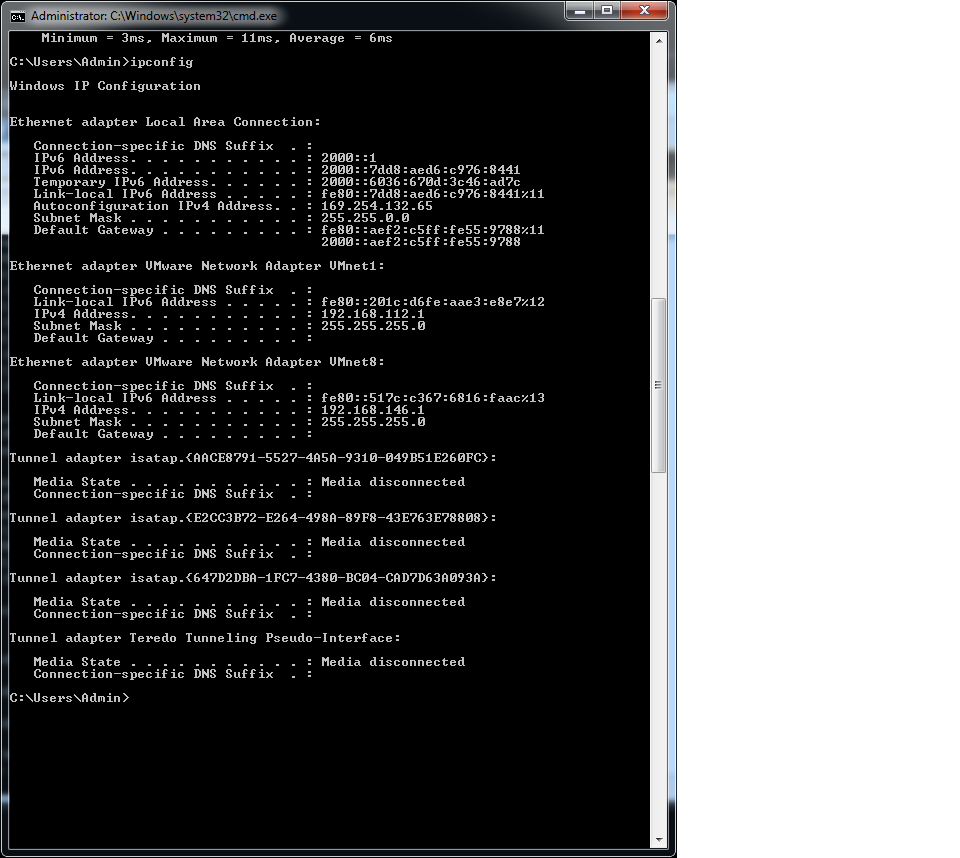 Administrator: C:\Windows\system32\cmd.exe
Minimum = 3ms, Maximum = 11ms, Average = 6ms
C:\Users\Admin>ipconfig
Windows IP Configuration
Ethernet adapter Local Area Connection:
Connection-specific DNS Suffix . :
IPv6 Address. . . . . . . . . . . : 2000::1
IPv6 Address. . . . . . . . . . . : 2000::7dd8:aed6:c976:8441
Temporary IPv6 Address. . . . . . : 2000::6036:670d:3c46:ad7c
Link-local IPv6 Address . . . . . : fe80::7dd8:aed6:c976:8441%11
Autoconfiguration IPv4 Address. . : 169.254.132.65
Subnet Mask . . . . . . . . . . . : 255.255.0.0
Default Gateway . . . . . . . . . : fe80::aef2:c5ff:fe55:9788%11
2000::aef2:c5ff:fe55:9788
Ethernet adapter VMware Network Adapter VMnet1:
Connection-specific DNS Suffix . :
Link-local IPv6 Address . . . . . : fe80::201c:d6fe:aae3:e8e7%12
IPv4 Address. . . . . . . . . . . : 192.168.112.1
Subnet Mask . . . . . . . . . . . : 255.255.255.0
Default Gateway . . . . . . . . . :
Ethernet adapter VMware Network Adapter VMnet8:
Connection-specific DNS Suffix . :
Link-local IPv6 Address . . . . . : fe80::517c:c367:6816:faac%13
IPv4 Address. . . . . . . . . . . : 192.168.146.1
Subnet Mask . . . . . . . . . . . : 255.255.255.0
Default Gateway . . . . . . . . . :
Tunnel adapter isatap.{AACE8791-5527-4A5A-9310-049B51E260FC}:
Media State . . . . . . . . . . . : Media disconnected
Connection-specific DNS Suffix . :
Tunnel adapter isatap.{E2CC3B72-E264-498A-89F8-43E763E78808}:
Media State . . . . . . . . . . . : Media disconnected
Connection-specific DNS Suffix . :
Tunnel adapter isatap.{647D2DBA-1FC7-4380-BC04-CAD7D63A093A}:
Media State . . . . . . . . . . . : Media disconnected
Connection-specific DNS Suffix . :
Tunnel adapter Teredo Tunneling Pseudo-Interface:
Media State . . . . . . . . . . . : Media disconnected
Connection-specific DNS Suffix . :
C:\Users\Admin>